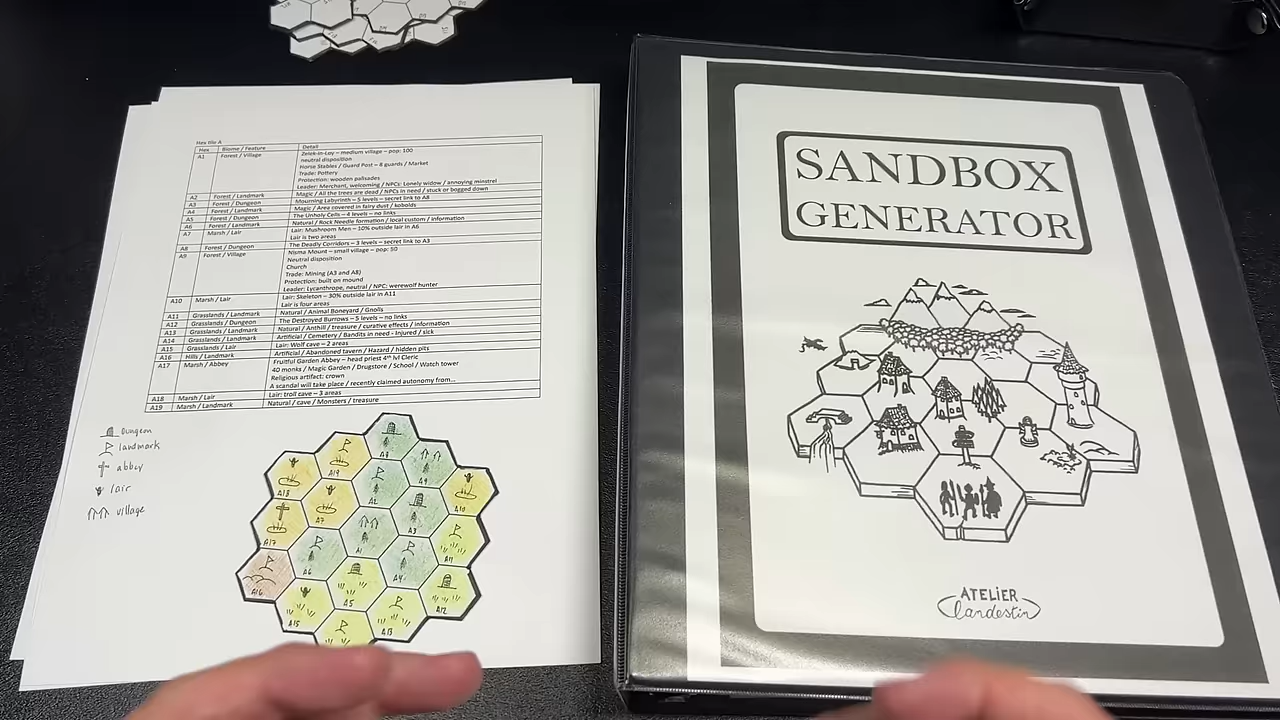 Hex tile A
Hex Biome / Feature Detail
A1 Forest / Village Zelek-in-Loy – medium village – pop: 100
neutral disposition
Horse Stables / Guard Post – 8 guards / Market
Trade: Pottery
Protection: wooden palisades
Leader: Merchant, welcoming / NPCs: Lonely widow / annoying minstrel
A2 Forest / Landmark Magic / All the trees are dead / NPCs in need / stuck or bogged down
A3 Forest / Dungeon Mourning Labyrinth – 5 levels – secret link to A8
A4 Forest / Landmark Magic / Area covered in fairy dust / kobolds
A5 Forest / Dungeon The Unholy Cells – 4 levels – no links
A6 Forest / Landmark Natural / Rock Needle formation / local custom / information
A7 Marsh / Lair Lair: Mushroom Men – 10% outside lair in A6
Lair is two areas
A8 Forest / Dungeon The Deadly Corridors – 3 levels – secret link to A3
A9 Forest / Village Nisma Mount – small village – pop: 50
Neutral disposition
Church
Trade: Mining (A3 and A8)
Protection: built on mound
Leader: Lycanthrope, neutral / NPC: werewolf hunter
A10 Marsh / Lair Lair: Skeleton – 30% outside lair in A11
Lair is four areas
A11 Grasslands / Landmark Natural / Animal Boneyard / Gnolls
A12 Grasslands / Dungeon The Destroyed Burrows – 5 levels – no links
A13 Grasslands / Landmark Natural / Anthill / treasure / curative effects / information
A14 Grasslands / Landmark Artificial / Cemetery / Bandits in need - Injured / sick
A15 Grasslands / Lair Lair: Wolf cave – 2 areas
A16 Hills / Landmark Artificial / Abandoned tavern / Hazard / hidden pits
A17 Marsh / Abbey Fruitful Garden Abbey – head priest 4th lvl Cleric
40 monks / Magic Garden / Drugstore / School / Watch tower
Religious artifact: crown
A scandal will take place / recently claimed autonomy from...
A18 Marsh / Lair Lair: troll cave – 3 areas
A19 Marsh / Landmark Natural / cave / Monsters / treasure
Dungeon
landmark
abbey
lair
village
A8
A19
A9
A18
A2
A10
A7
A3
A17
A1
A11
A6
A4
A16
A5
A12
A15
A13
SANDBOX
GENERATOR
ATELIER
Clandestin